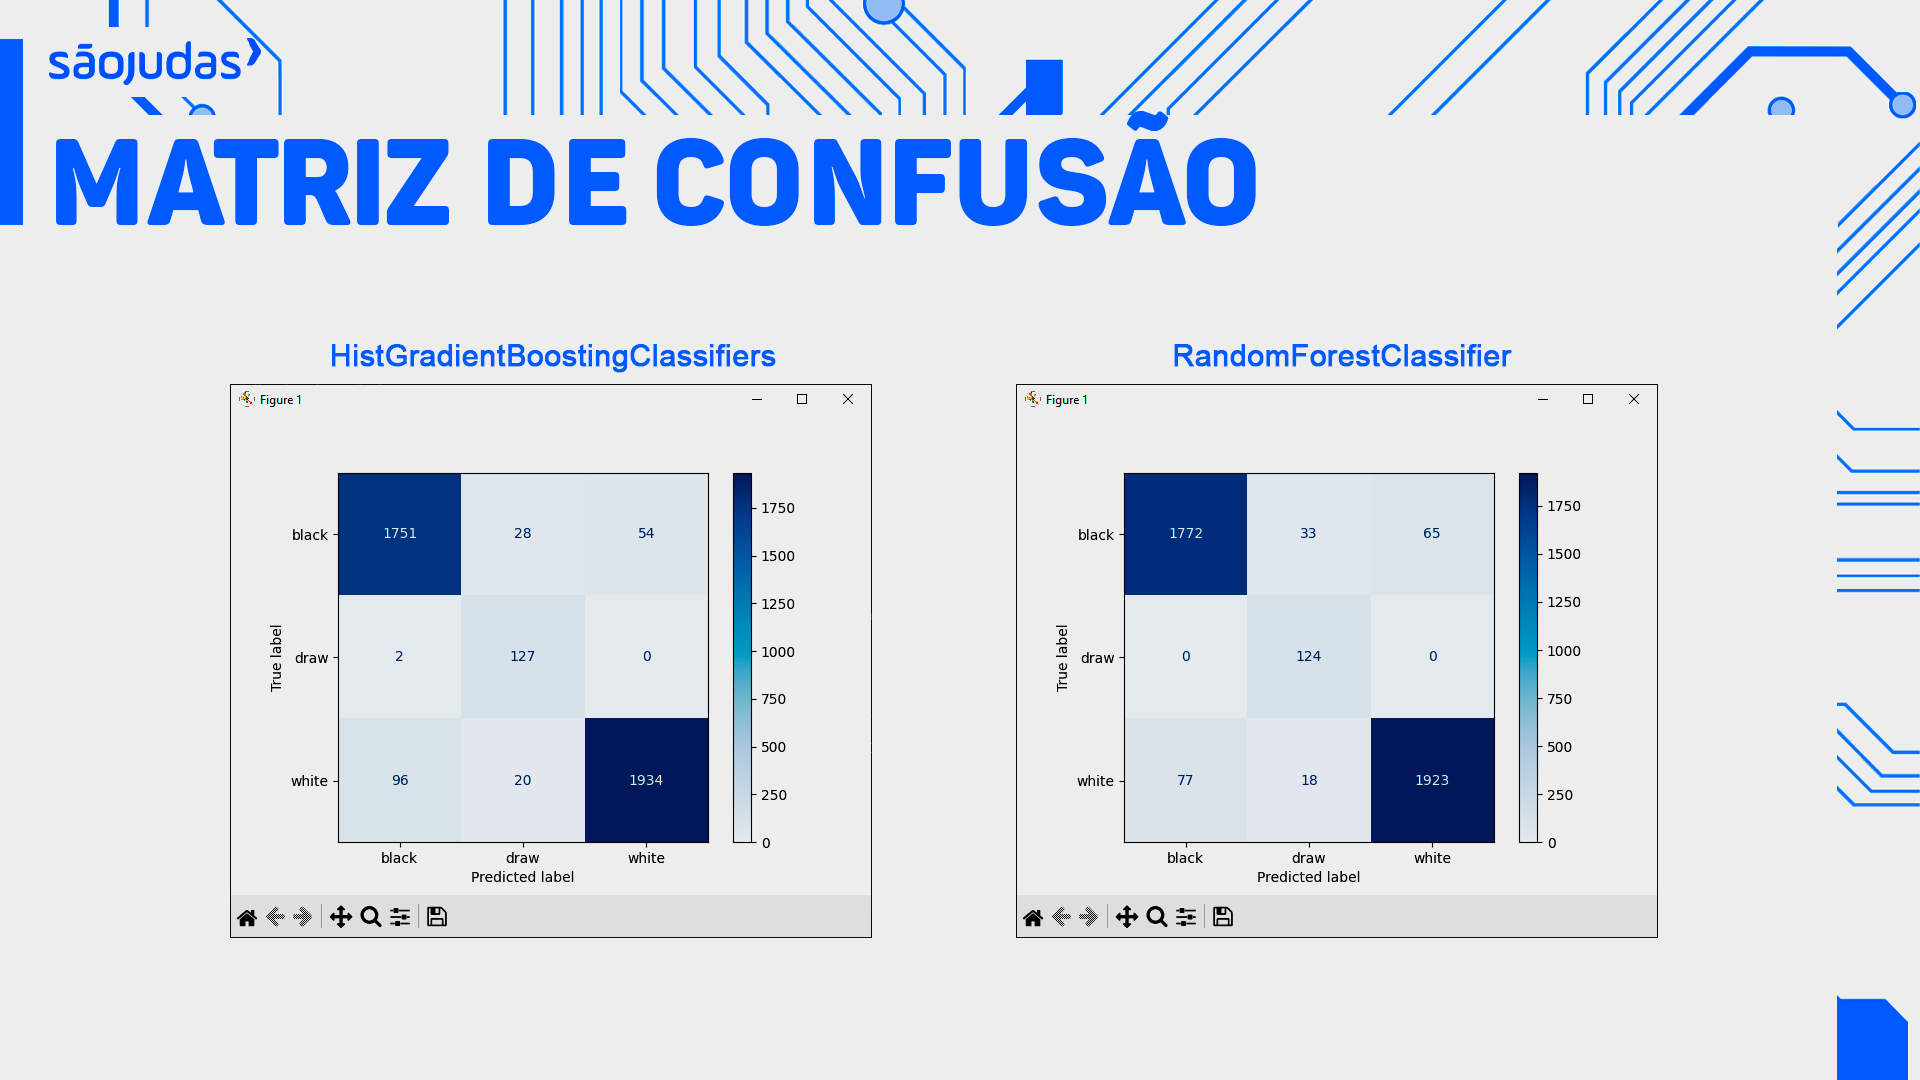 sãojudas
MATRIZ DE CONFUSÃO
HistGradientBoostingClassifiers
Figure 1
True label
black
draw
white
1751 28 54
2 127 0
96 20 1934
black draw white
Predicted label
1750
1500
1250
1000
750
500
250
0
RandomForestClassifier
Figure 1
True label
black
draw
white
1772 33 65
0 124 0
77 18 1923
black draw white
Predicted label
1750
1500
1250
1000
750
500
250
0